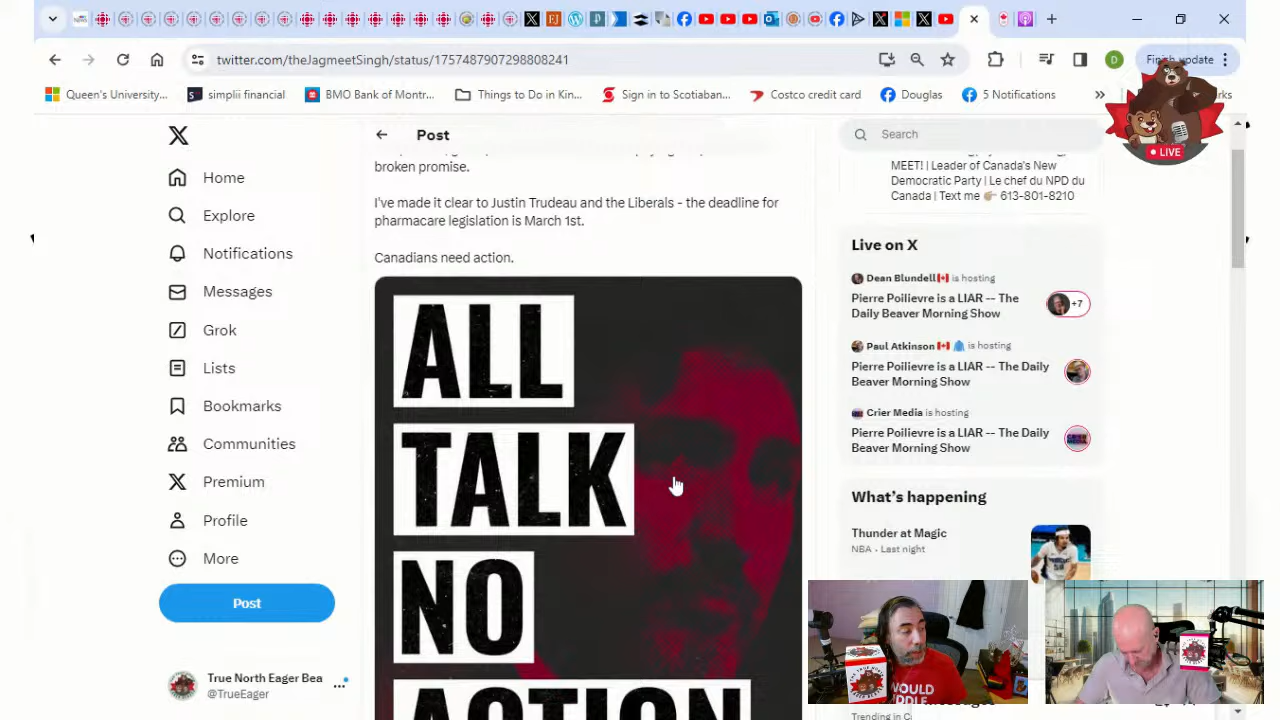 twitter.com/theJagmeetSingh/status/1757487907298808241
Finish update
Queen's University...
simplii financial
BMO Bank of Montr...
Things to Do in Kin...
Sign in to Scotiaban...
Costco credit card
Douglas
5 Notifications
LIVE
Post
Search
broken promise.
I've made it clear to Justin Trudeau and the Liberals - the deadline for
pharmacare legislation is March 1st.
Canadians need action.
ALL
TALK
NO
ACTION
Home
Explore
Notifications
Messages
Grok
Lists
Bookmarks
Communities
Premium
Profile
More
Post
True North Eager Bea
@TrueEager
MEET! | Leader of Canada's New
Democratic Party | Le chef du NPD du
Canada | Text me 613-801-8210
Live on X
Dean Blundell is hosting
Pierre Poilievre is a LIAR -- The
Daily Beaver Morning Show
+7
Paul Atkinson is hosting
Pierre Poilievre is a LIAR -- The Daily
Beaver Morning Show
Crier Media is hosting
Pierre Poilievre is a LIAR -- The Daily
Beaver Morning Show
What's happening
Thunder at Magic
NBA · Last night
Trending in C
WOULD